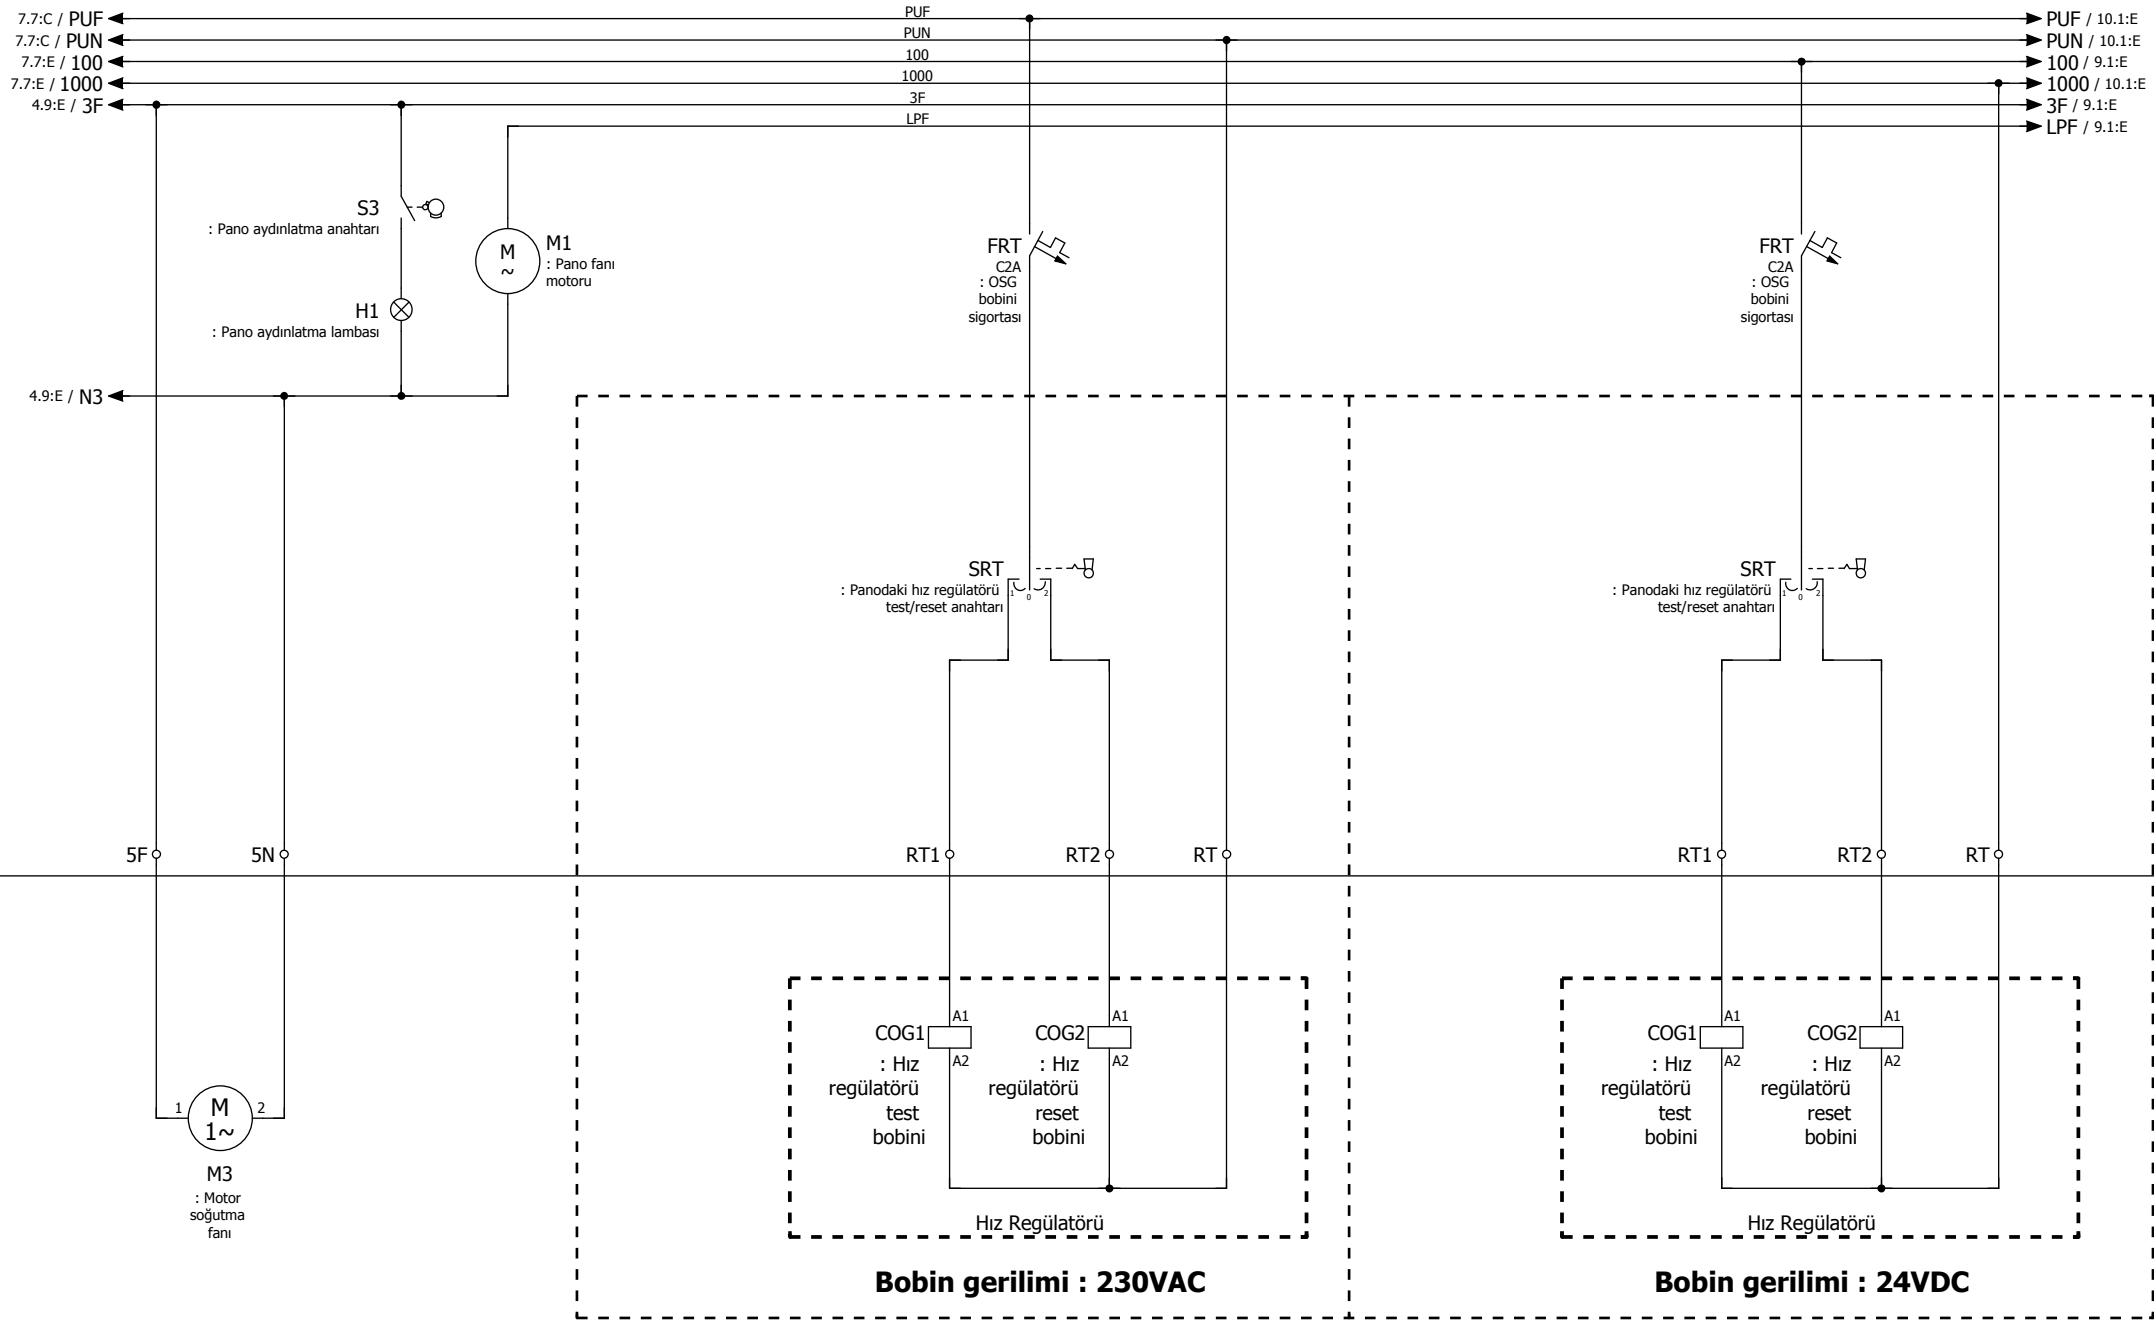 7.7:C / PUF
PUF
PUF / 10.1:E
7.7:C / PUN
PUN
PUN / 10.1:E
7.7:E / 100
100
100 / 9.1:E
7.7:E / 1000
1000
1000 / 10.1:E
4.9:E / 3F
3F
3F / 9.1:E
LPF
LPF / 9.1:E
S3
: Pano aydınlatma anahtarı
M
~
M1
: Pano fanı
motoru
H1
: Pano aydınlatma lambası
FRT
C2A
: OSG
bobini
sigortası
FRT
C2A
: OSG
bobini
sigortası
4.9:E / N3
SRT
: Panodaki hız regülatörü
test/reset anahtarı
1 0 2
SRT
: Panodaki hız regülatörü
test/reset anahtarı
1 0 2
5F
5N
RT1
RT2
RT
RT1
RT2
RT
1
M
1~
2
M3
: Motor
soğutma
fanı
COG1
A1
A2
: Hız
regülatörü
test
bobini
COG2
A1
A2
: Hız
regülatörü
reset
bobini
Hız Regülatörü
Bobin gerilimi : 230VAC
COG1
A1
A2
: Hız
regülatörü
test
bobini
COG2
A1
A2
: Hız
regülatörü
reset
bobini
Hız Regülatörü
Bobin gerilimi : 24VDC